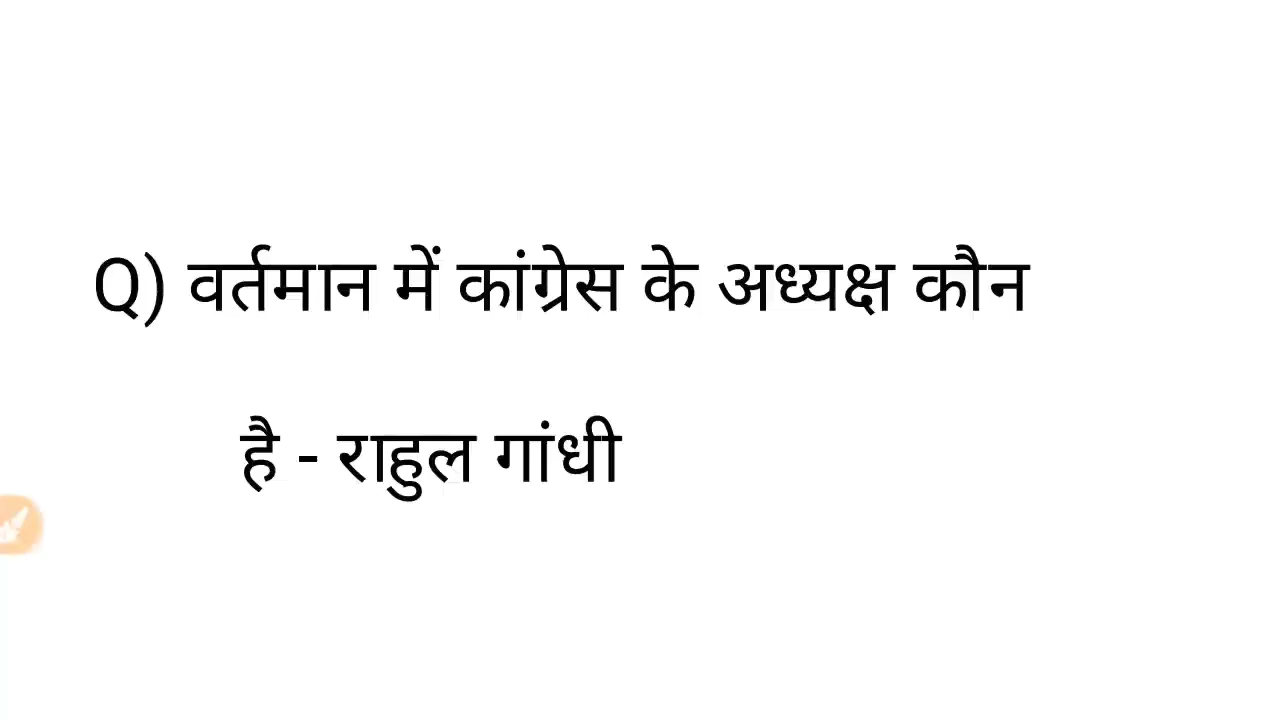 Q) वर्तमान में कांग्रेस के अध्यक्ष कौन
है - राहुल गांधी